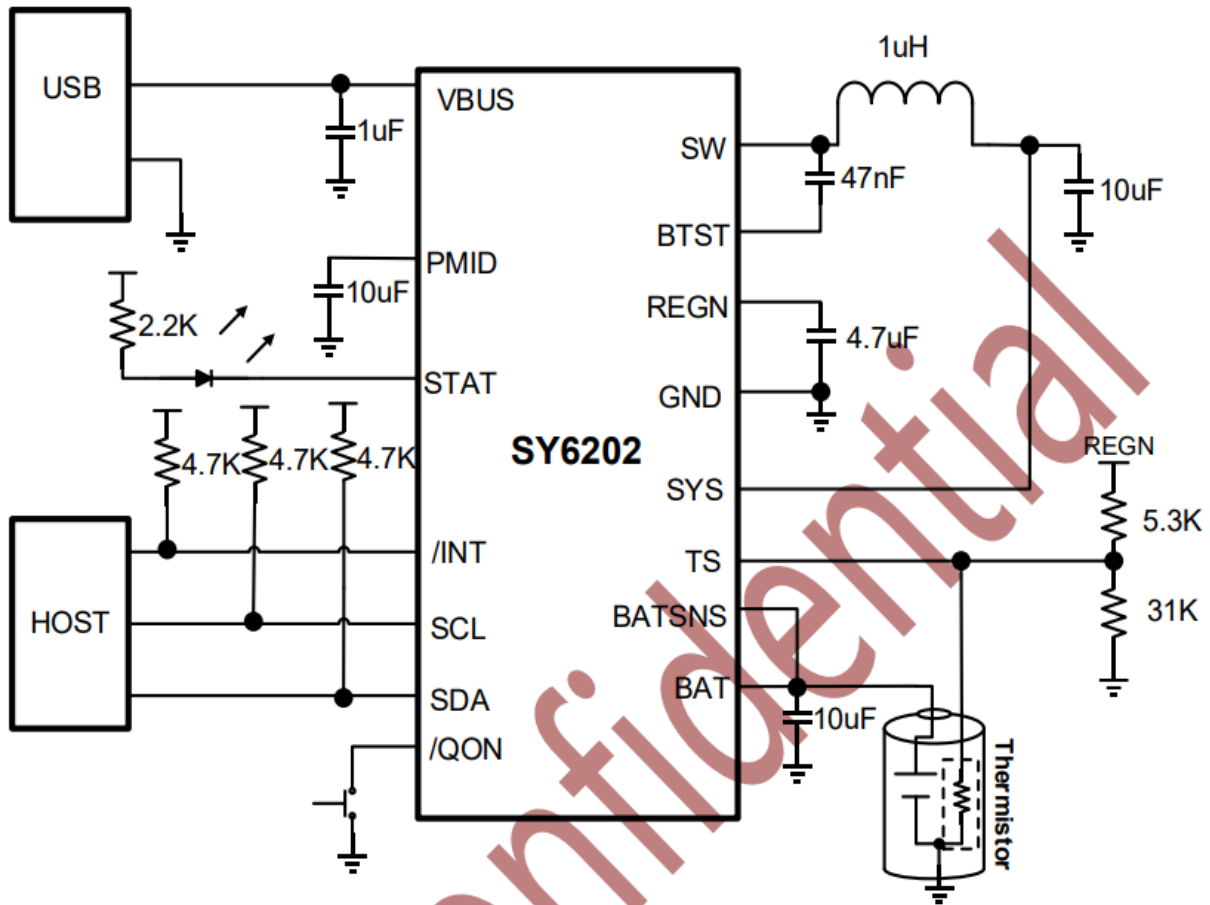 USB
VBUS
1uF
PMID
10uF
2.2K
STAT
4.7K
4.7K
4.7K
HOST
/INT
SCL
SDA
/QON
SY6202
1uH
SW
47nF
10uF
BTST
REGN
4.7uF
GND
SYS
REGN
5.3K
TS
31K
BATSNS
BAT
10uF
Thermistor
nfidential